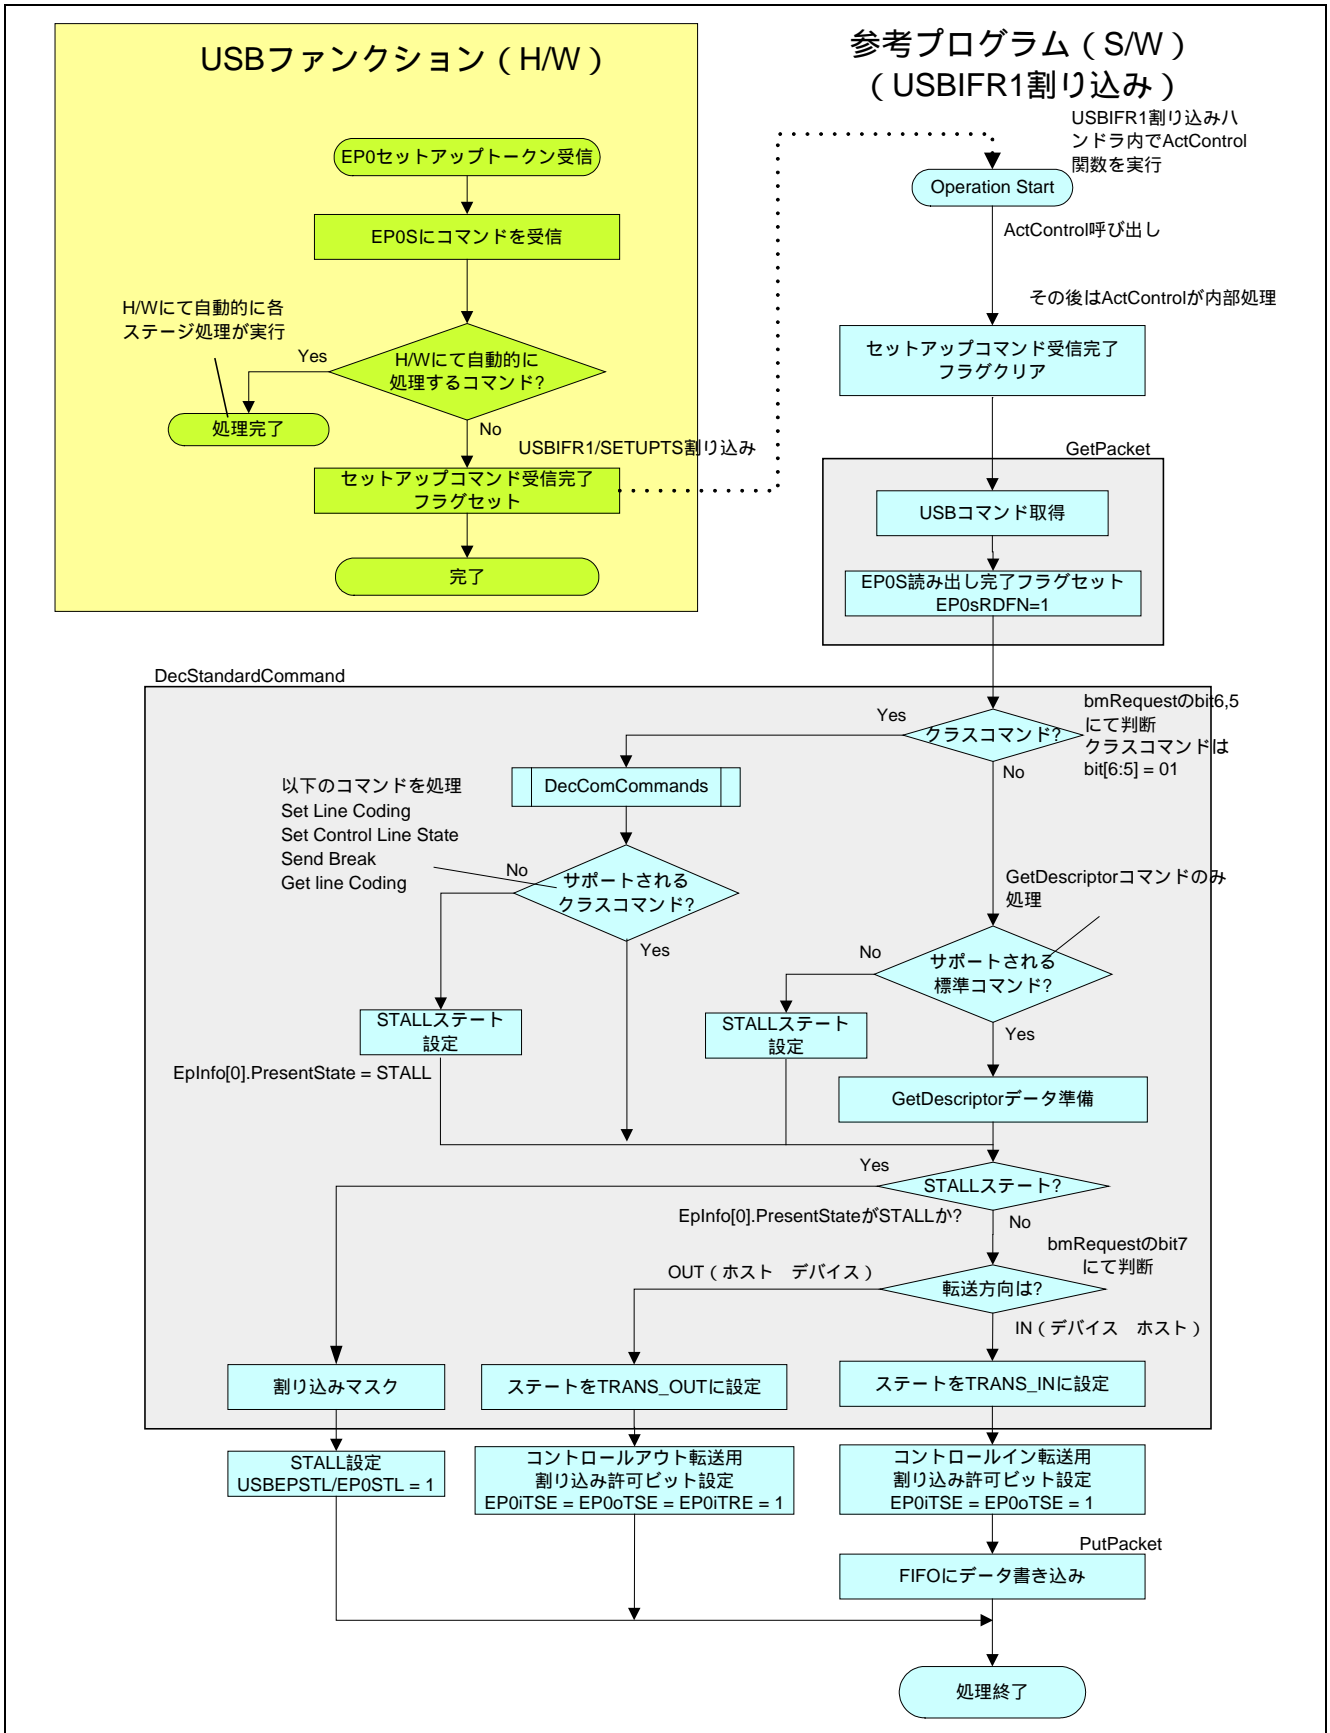 USBファンクション（H/W）
EP0セットアップトークン受信
EP0Sにコマンドを受信
H/Wにて自動的に各
ステージ処理が実行
Yes
H/Wにて自動的に
処理するコマンド?
処理完了
No
USBIFR1/SETUPTS割り込み
セットアップコマンド受信完了
フラグセット
完了
参考プログラム（S/W）
（USBIFR1割り込み）
USBIFR1割り込みハ
ンドラ内でActControl
関数を実行
Operation Start
ActControl呼び出し
その後はActControlが内部処理
セットアップコマンド受信完了
フラグクリア
GetPacket
USBコマンド取得
EP0S読み出し完了フラグセット
EP0sRDFN=1
DecStandardCommand
Yes
クラスコマンド?
bmRequestのbit6,5
にて判断
クラスコマンドは
bit[6:5] = 01
No
DecComCommands
以下のコマンドを処理
Set Line Coding
Set Control Line State
Send Break
Get line Coding
No
サポートされる
クラスコマンド?
Yes
GetDescriptorコマンドのみ
処理
No
サポートされる
標準コマンド?
Yes
STALLステート
設定
STALLステート
設定
EpInfo[0].PresentState = STALL
GetDescriptorデータ準備
Yes
STALLステート?
EpInfo[0].PresentStateがSTALLか?
No
bmRequestのbit7
にて判断
OUT（ホスト　デバイス）
転送方向は?
IN（デバイス　ホスト）
割り込みマスク
ステートをTRANS_OUTに設定
ステートをTRANS_INに設定
STALL設定
USBEPSTL/EP0STL = 1
コントロールアウト転送用
割り込み許可ビット設定
EP0iTSE = EP0oTSE = EP0iTRE = 1
コントロールイン転送用
割り込み許可ビット設定
EP0iTSE = EP0oTSE = 1
PutPacket
FIFOにデータ書き込み
処理終了